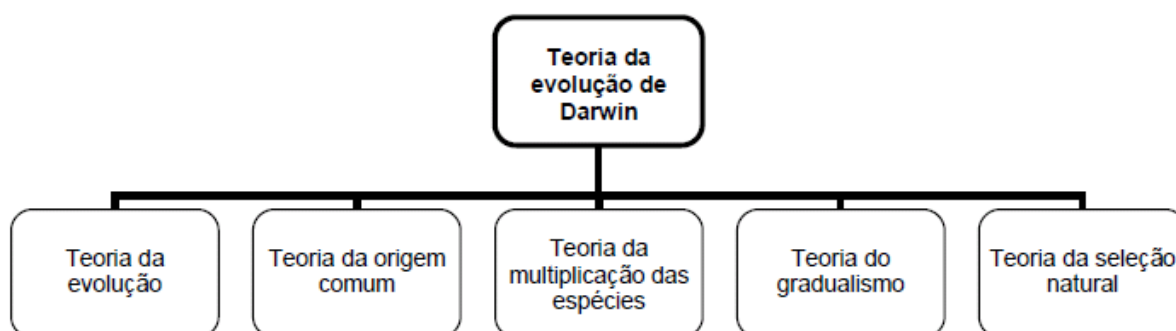 Teoria da
evolução de
Darwin
Teoria da
evolução
Teoria da origem
comum
Teoria da
multiplicação das
espécies
Teoria do
gradualismo
Teoria da seleção
natural